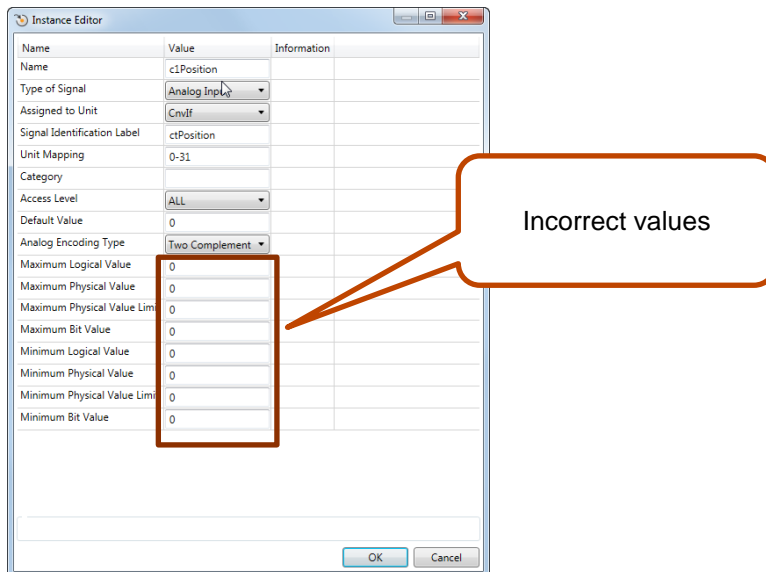 Instance Editor
Name Value Information
Name c1Position
Type of Signal Analog Input
Assigned to Unit CnvIf
Signal Identification Label ctPosition
Unit Mapping 0-31
Category
Access Level ALL
Default Value 0
Analog Encoding Type Two Complement
Maximum Logical Value 0
Maximum Physical Value 0
Maximum Physical Value Limi 0
Maximum Bit Value 0
Minimum Logical Value 0
Minimum Physical Value 0
Minimum Physical Value Limi 0
Minimum Bit Value 0
Incorrect values
OK Cancel